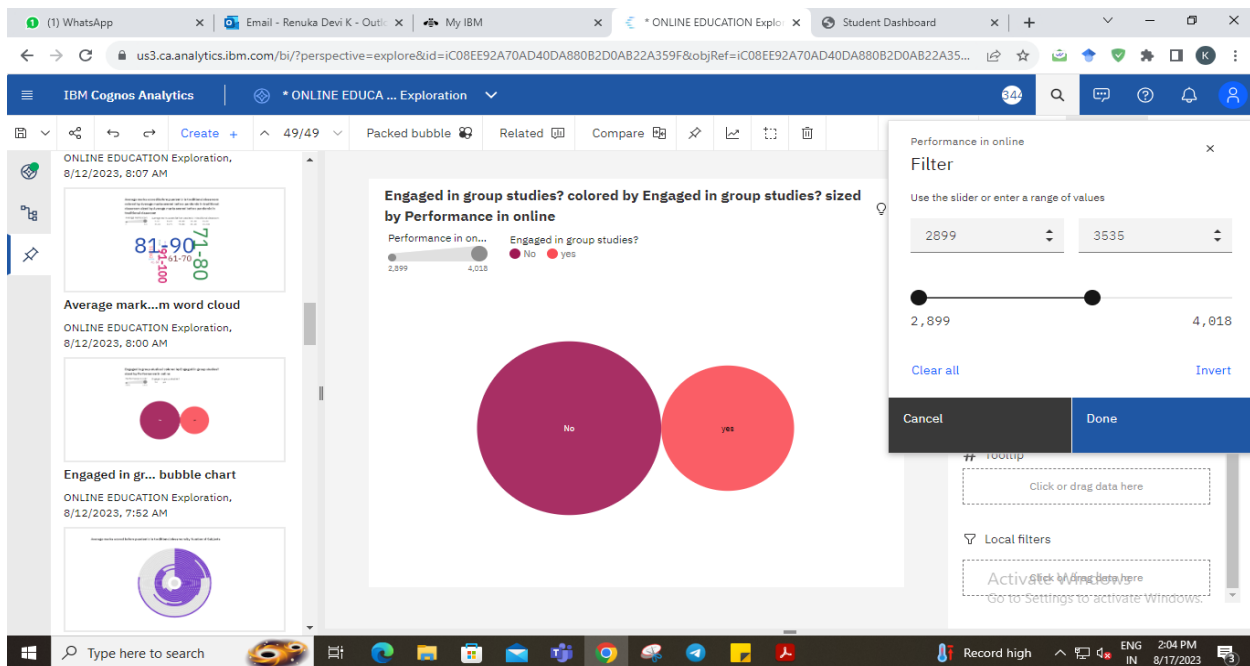 (1) WhatsApp
Email - Renuka Devi K - Outlo
My IBM
* ONLINE EDUCATION Explo
Student Dashboard
us3.ca.analytics.ibm.com/bi/?perspective=explore&id=iC08EE92A70AD40DA880B2D0AB22A359F&objRef=iC08EE92A70AD40DA880B2D0AB22A35...
K
IBM Cognos Analytics
* ONLINE EDUCA ... Exploration
344
Create +
49/49
Packed bubble
Related
Compare
ONLINE EDUCATION Exploration,
8/12/2023, 8:07 AM
81-90
71-80
91-100
61-70
Average mark...m word cloud
ONLINE EDUCATION Exploration,
8/12/2023, 8:00 AM
Engaged in gr... bubble chart
ONLINE EDUCATION Exploration,
8/12/2023, 7:52 AM
Engaged in group studies? colored by Engaged in group studies? sized
by Performance in online
Performance in on...
2,899
4,018
Engaged in group studies?
No
yes
No
yes
Performance in online
Filter
Use the slider or enter a range of values
2899
3535
2,899
4,018
Clear all
Invert
Cancel
Done
Tooltip
Click or drag data here
Local filters
Click or drag data here
Activate Windows
Go to Settings to activate Windows.
Type here to search
Record high
ENG
IN
2:04 PM
8/17/2023
3